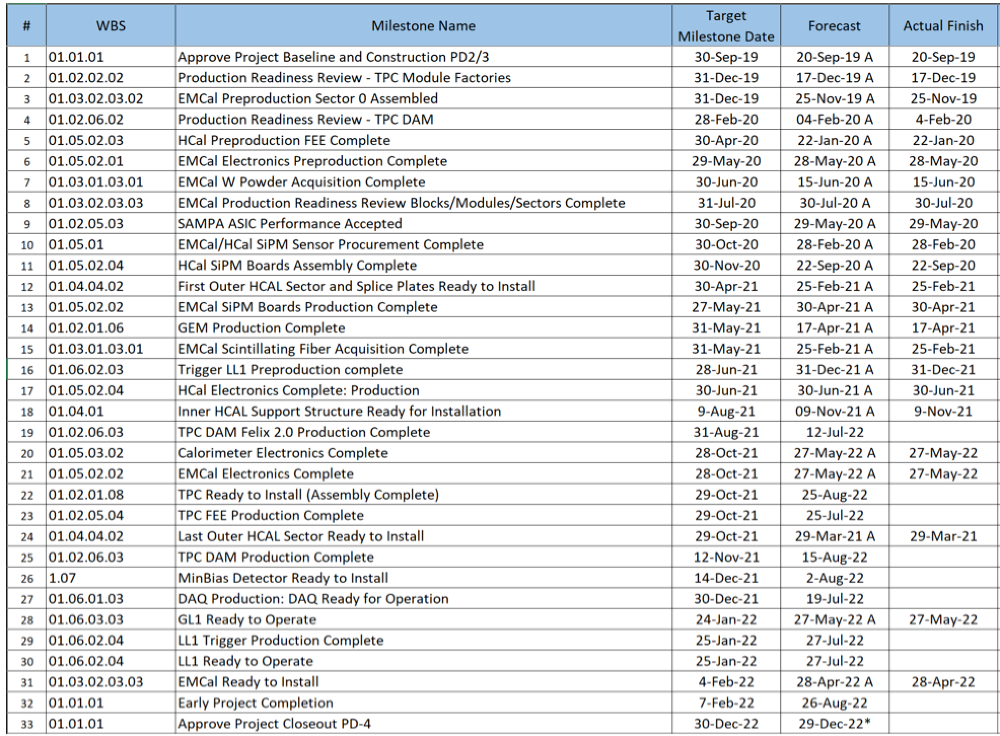 # WBS Milestone Name Target Milestone Date Forecast Actual Finish
1 01.01.01 Approve Project Baseline and Construction PD2/3 30-Sep-19 20-Sep-19 A 20-Sep-19
2 01.02.02.02 Production Readiness Review - TPC Module Factories 31-Dec-19 17-Dec-19 A 17-Dec-19
3 01.03.02.03.02 EMCal Preproduction Sector 0 Assembled 31-Dec-19 25-Nov-19 A 25-Nov-19
4 01.02.06.02 Production Readiness Review - TPC DAM 28-Feb-20 04-Feb-20 A 4-Feb-20
5 01.05.02.03 HCal Preproduction FEE Complete 30-Apr-20 22-Jan-20 A 22-Jan-20
6 01.05.02.01 EMCal Electronics Preproduction Complete 29-May-20 28-May-20 A 28-May-20
7 01.03.01.03.01 EMCal W Powder Acquisition Complete 30-Jun-20 15-Jun-20 A 15-Jun-20
8 01.03.02.03.03 EMCal Production Readiness Review Blocks/Modules/Sectors Complete 31-Jul-20 30-Jul-20 A 30-Jul-20
9 01.02.05.03 SAMPA ASIC Performance Accepted 30-Sep-20 29-May-20 A 29-May-20
10 01.05.01 EMCal/HCal SiPM Sensor Procurement Complete 30-Oct-20 28-Feb-20 A 28-Feb-20
11 01.05.02.04 HCal SiPM Boards Assembly Complete 30-Nov-20 22-Sep-20 A 22-Sep-20
12 01.04.04.02 First Outer HCAL Sector and Splice Plates Ready to Install 30-Apr-21 25-Feb-21 A 25-Feb-21
13 01.05.02.02 EMCal SiPM Boards Production Complete 27-May-21 30-Apr-21 A 30-Apr-21
14 01.02.01.06 GEM Production Complete 31-May-21 17-Apr-21 A 17-Apr-21
15 01.03.01.03.01 EMCal Scintillating Fiber Acquisition Complete 31-May-21 25-Feb-21 A 25-Feb-21
16 01.06.02.03 Trigger LL1 Preproduction complete 28-Jun-21 31-Dec-21 A 31-Dec-21
17 01.05.02.04 HCal Electronics Complete: Production 30-Jun-21 30-Jun-21 A 30-Jun-21
18 01.04.01 Inner HCAL Support Structure Ready for Installation 9-Aug-21 09-Nov-21 A 9-Nov-21
19 01.02.06.03 TPC DAM Felix 2.0 Production Complete 31-Aug-21 12-Jul-22
20 01.05.03.02 Calorimeter Electronics Complete 28-Oct-21 27-May-22 A 27-May-22
21 01.05.02.02 EMCal Electronics Complete 28-Oct-21 27-May-22 A 27-May-22
22 01.02.01.08 TPC Ready to Install (Assembly Complete) 29-Oct-21 25-Aug-22
23 01.02.05.04 TPC FEE Production Complete 29-Oct-21 25-Jul-22
24 01.04.04.02 Last Outer HCAL Sector Ready to Install 29-Oct-21 29-Mar-21 A 29-Mar-21
25 01.02.06.03 TPC DAM Production Complete 12-Nov-21 15-Aug-22
26 1.07 MinBias Detector Ready to Install 14-Dec-21 2-Aug-22
27 01.06.01.03 DAQ Production: DAQ Ready for Operation 30-Dec-21 19-Jul-22
28 01.06.03.03 GL1 Ready to Operate 24-Jan-22 27-May-22 A 27-May-22
29 01.06.02.04 LL1 Trigger Production Complete 25-Jan-22 27-Jul-22
30 01.06.02.04 LL1 Ready to Operate 25-Jan-22 27-Jul-22
31 01.03.02.03.03 EMCal Ready to Install 4-Feb-22 28-Apr-22 A 28-Apr-22
32 01.01.01 Early Project Completion 7-Feb-22 26-Aug-22
33 01.01.01 Approve Project Closeout PD-4 30-Dec-22 29-Dec-22*